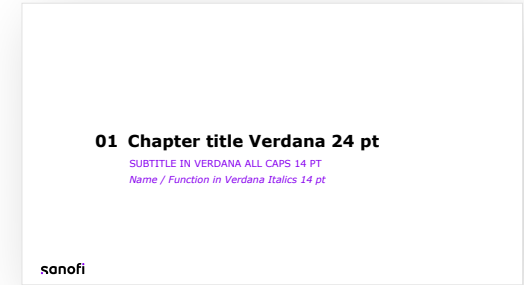 01 Chapter title Verdana 24 pt
SUBTITLE IN VERDANA ALL CAPS 14 PT
Name / Function in Verdana Italics 14 pt
sanofi